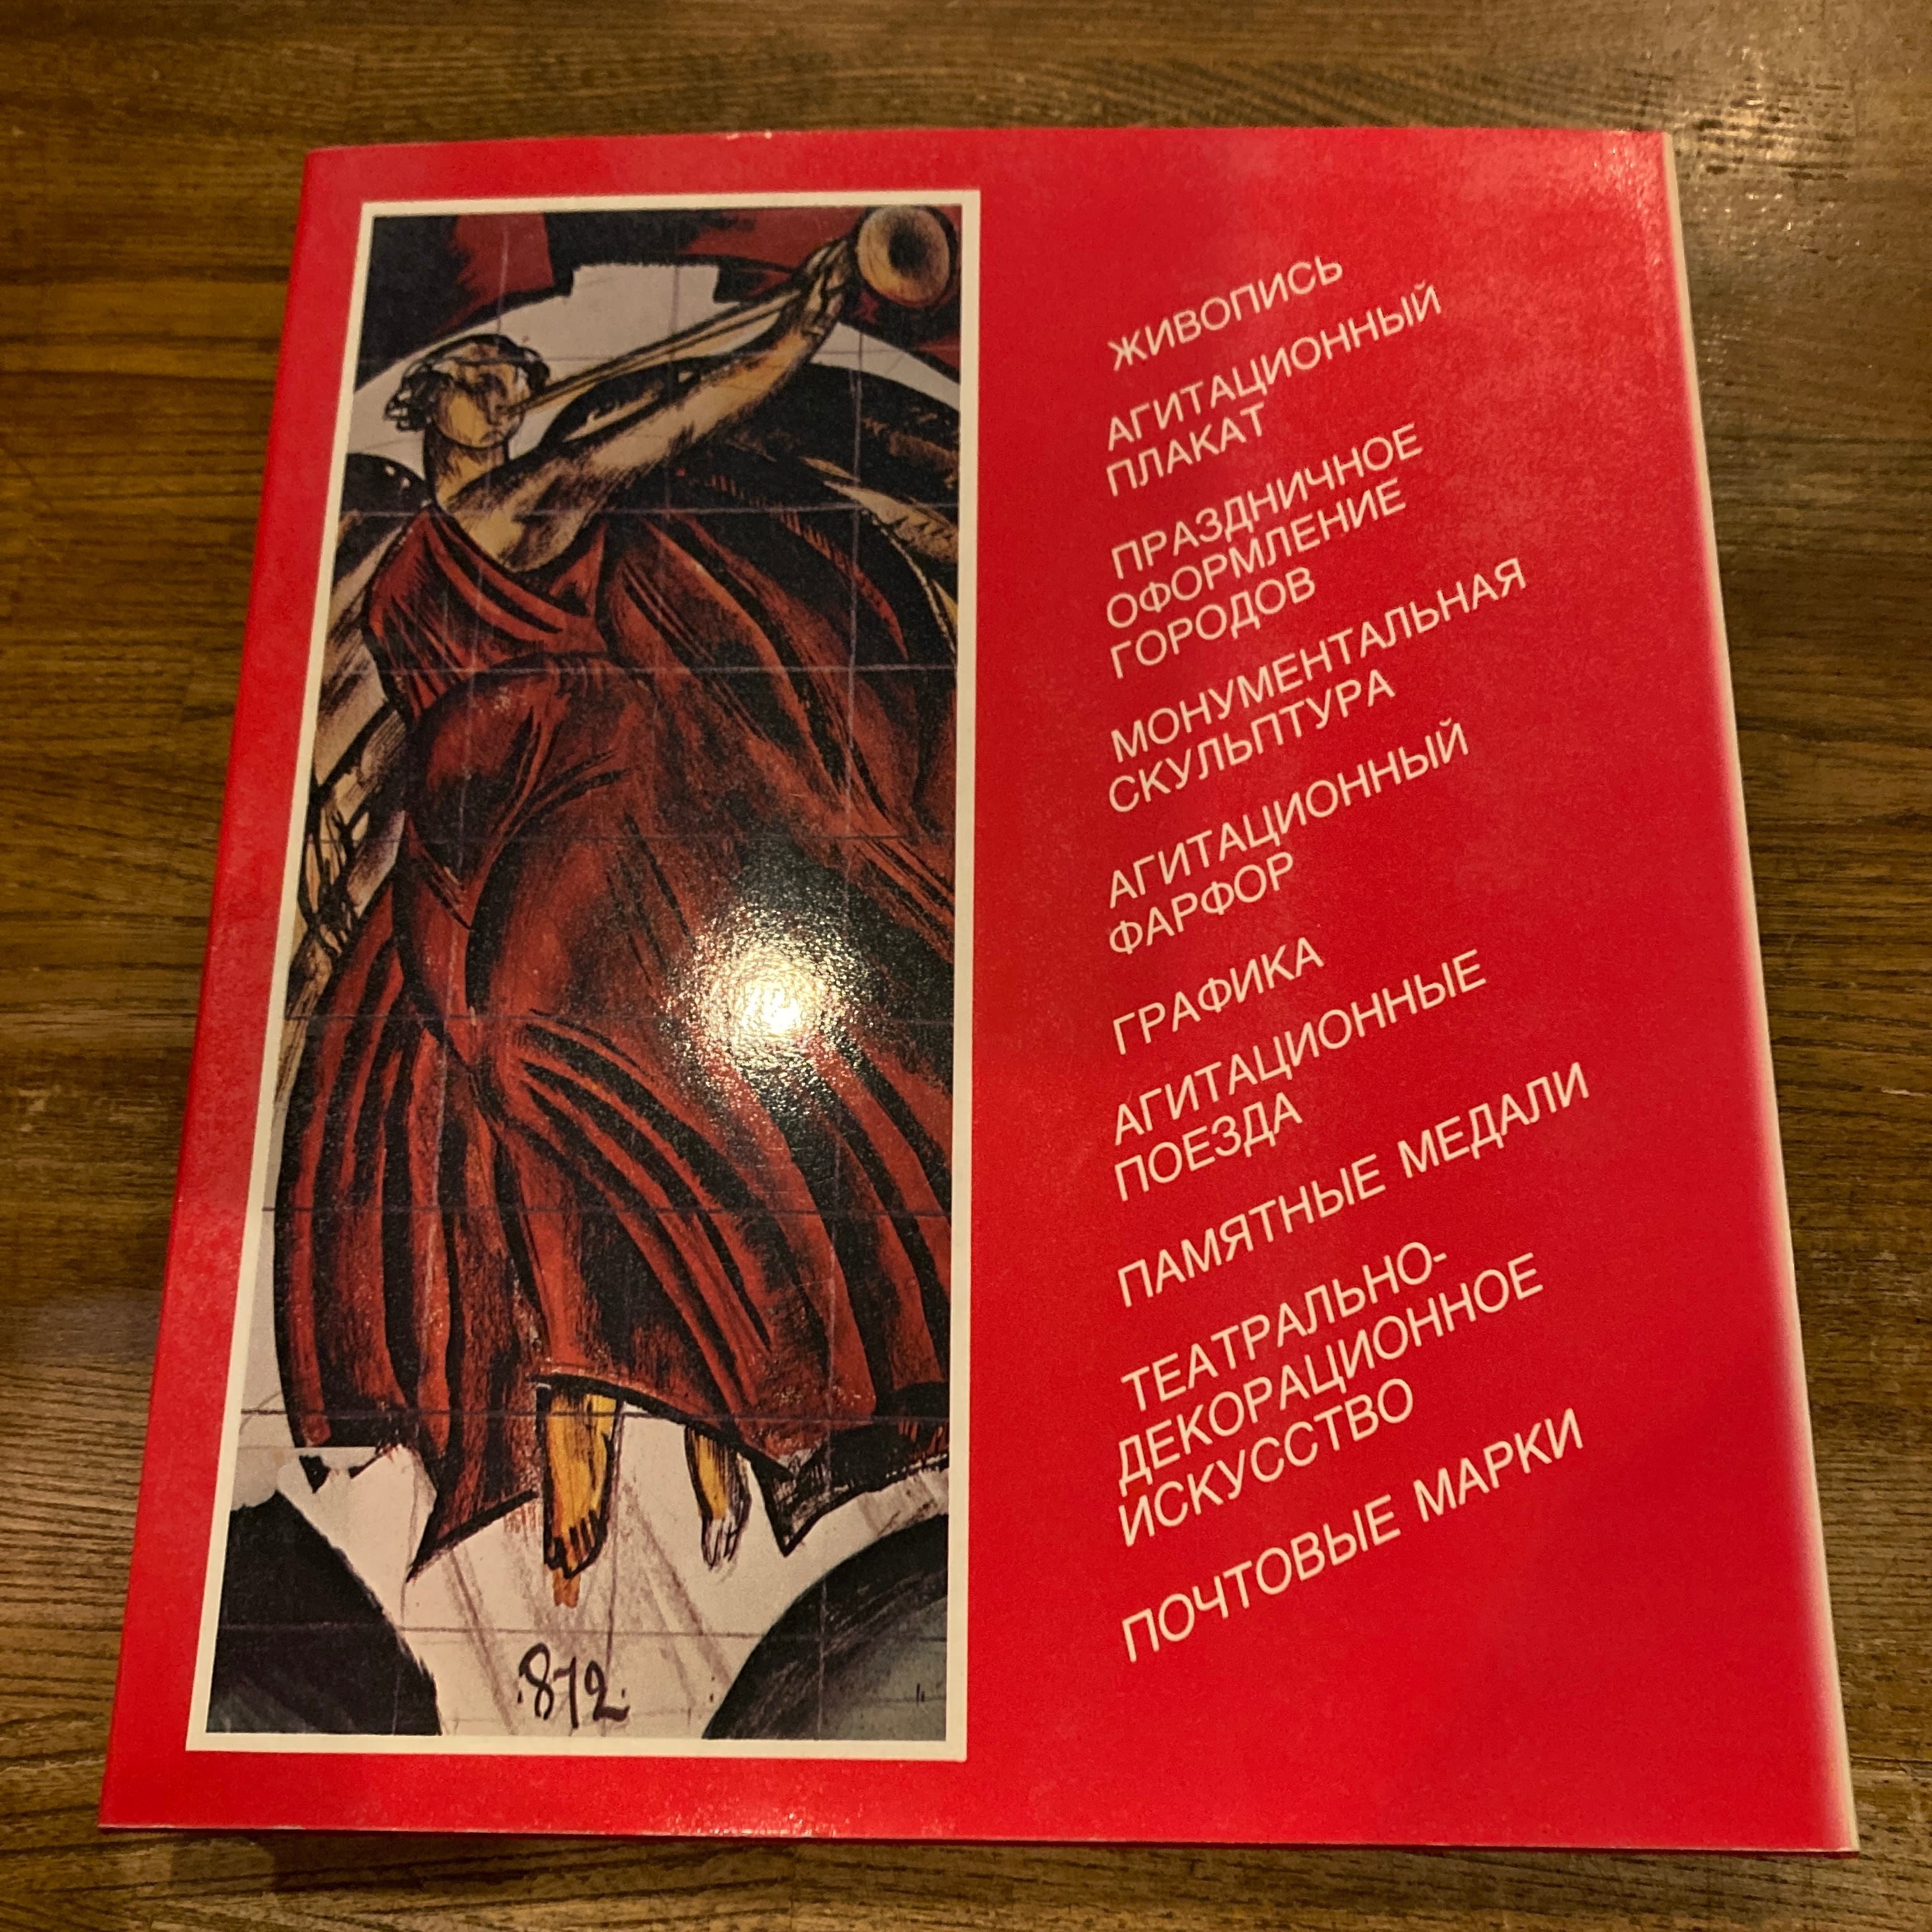 ЖИВОПИСЬ
АГИТАЦИОННЫЙ
ПЛАКАТ
ПРАЗДНИЧНОЕ
ОФОРМЛЕНИЕ
ГОРОДОВ
МОНУМЕНТАЛЬНАЯ
СКУЛЬПТУРА
АГИТАЦИОННЫЙ
ФАРФОР
ГРАФИКА
АГИТАЦИОННЫЕ
ПОЕЗДА
ПАМЯТНЫЕ МЕДАЛИ
ТЕАТРАЛЬНО-
ДЕКОРАЦИОННОЕ
ИСКУССТВО
ПОЧТОВЫЕ МАРКИ
·872·